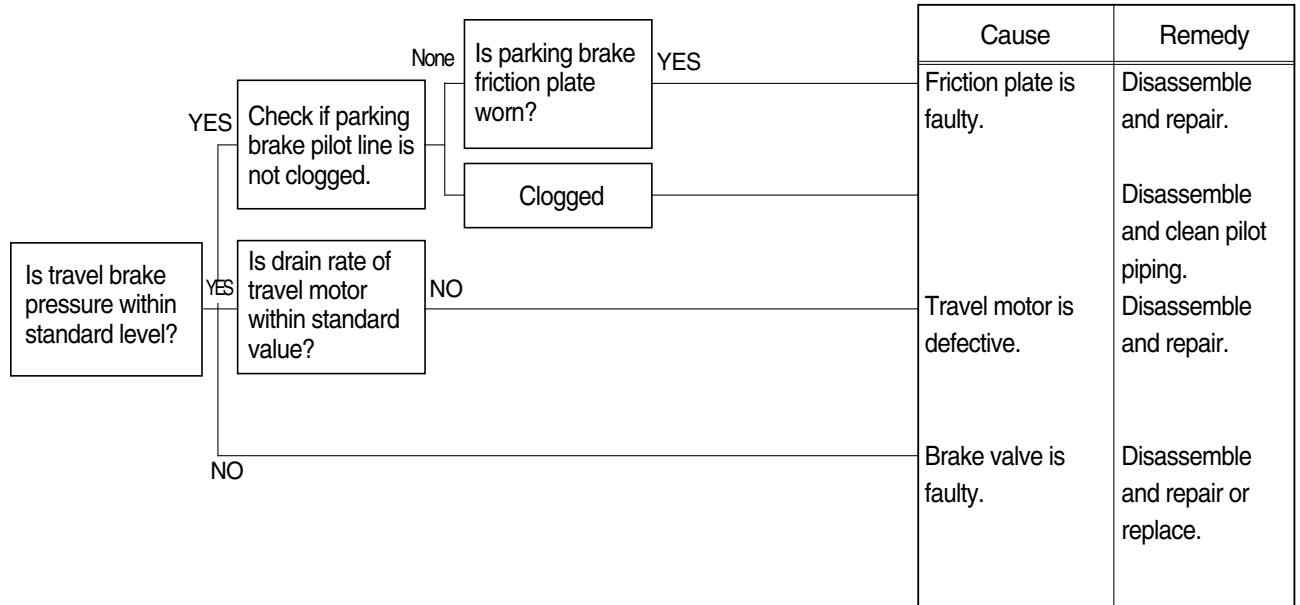 Is travel brake
pressure within
standard level?
YES
Check if parking
brake pilot line is
not clogged.
None
Is parking brake
friction plate
worn?
YES
Clogged
YES
Is drain rate of
travel motor
within standard
value?
NO
NO
Cause
Remedy
Friction plate is
faulty.
Disassemble
and repair.
Disassemble
and clean pilot
piping.
Travel motor is
defective.
Disassemble
and repair.
Brake valve is
faulty.
Disassemble
and repair or
replace.